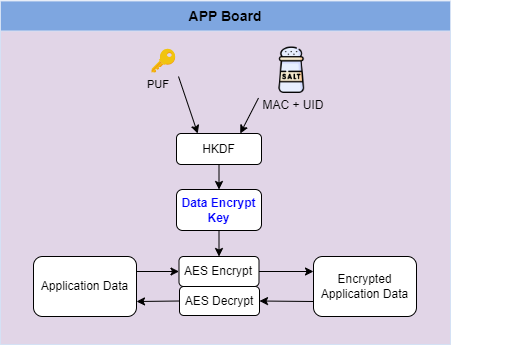 APP Board
PUF
SALT
MAC + UID
HKDF
Data Encrypt
Key
Application Data
AES Encrypt
AES Decrypt
Encrypted
Application Data